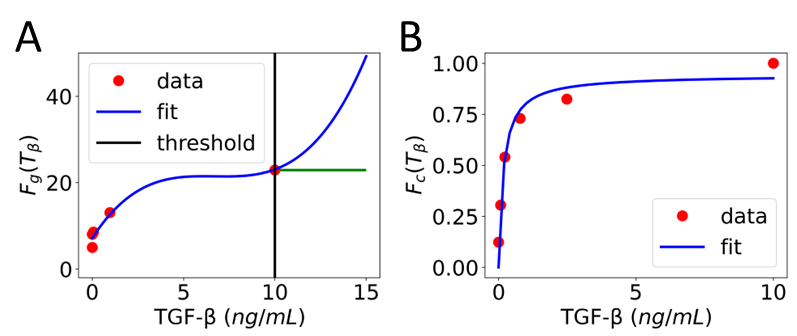 A
F_g(T_β)
0
20
40
data
fit
threshold
0
5
10
15
TGF-β (ng/mL)
B
F_c(T_β)
1.00
0.75
0.50
0.25
0.00
data
fit
0
5
10
TGF-β (ng/mL)